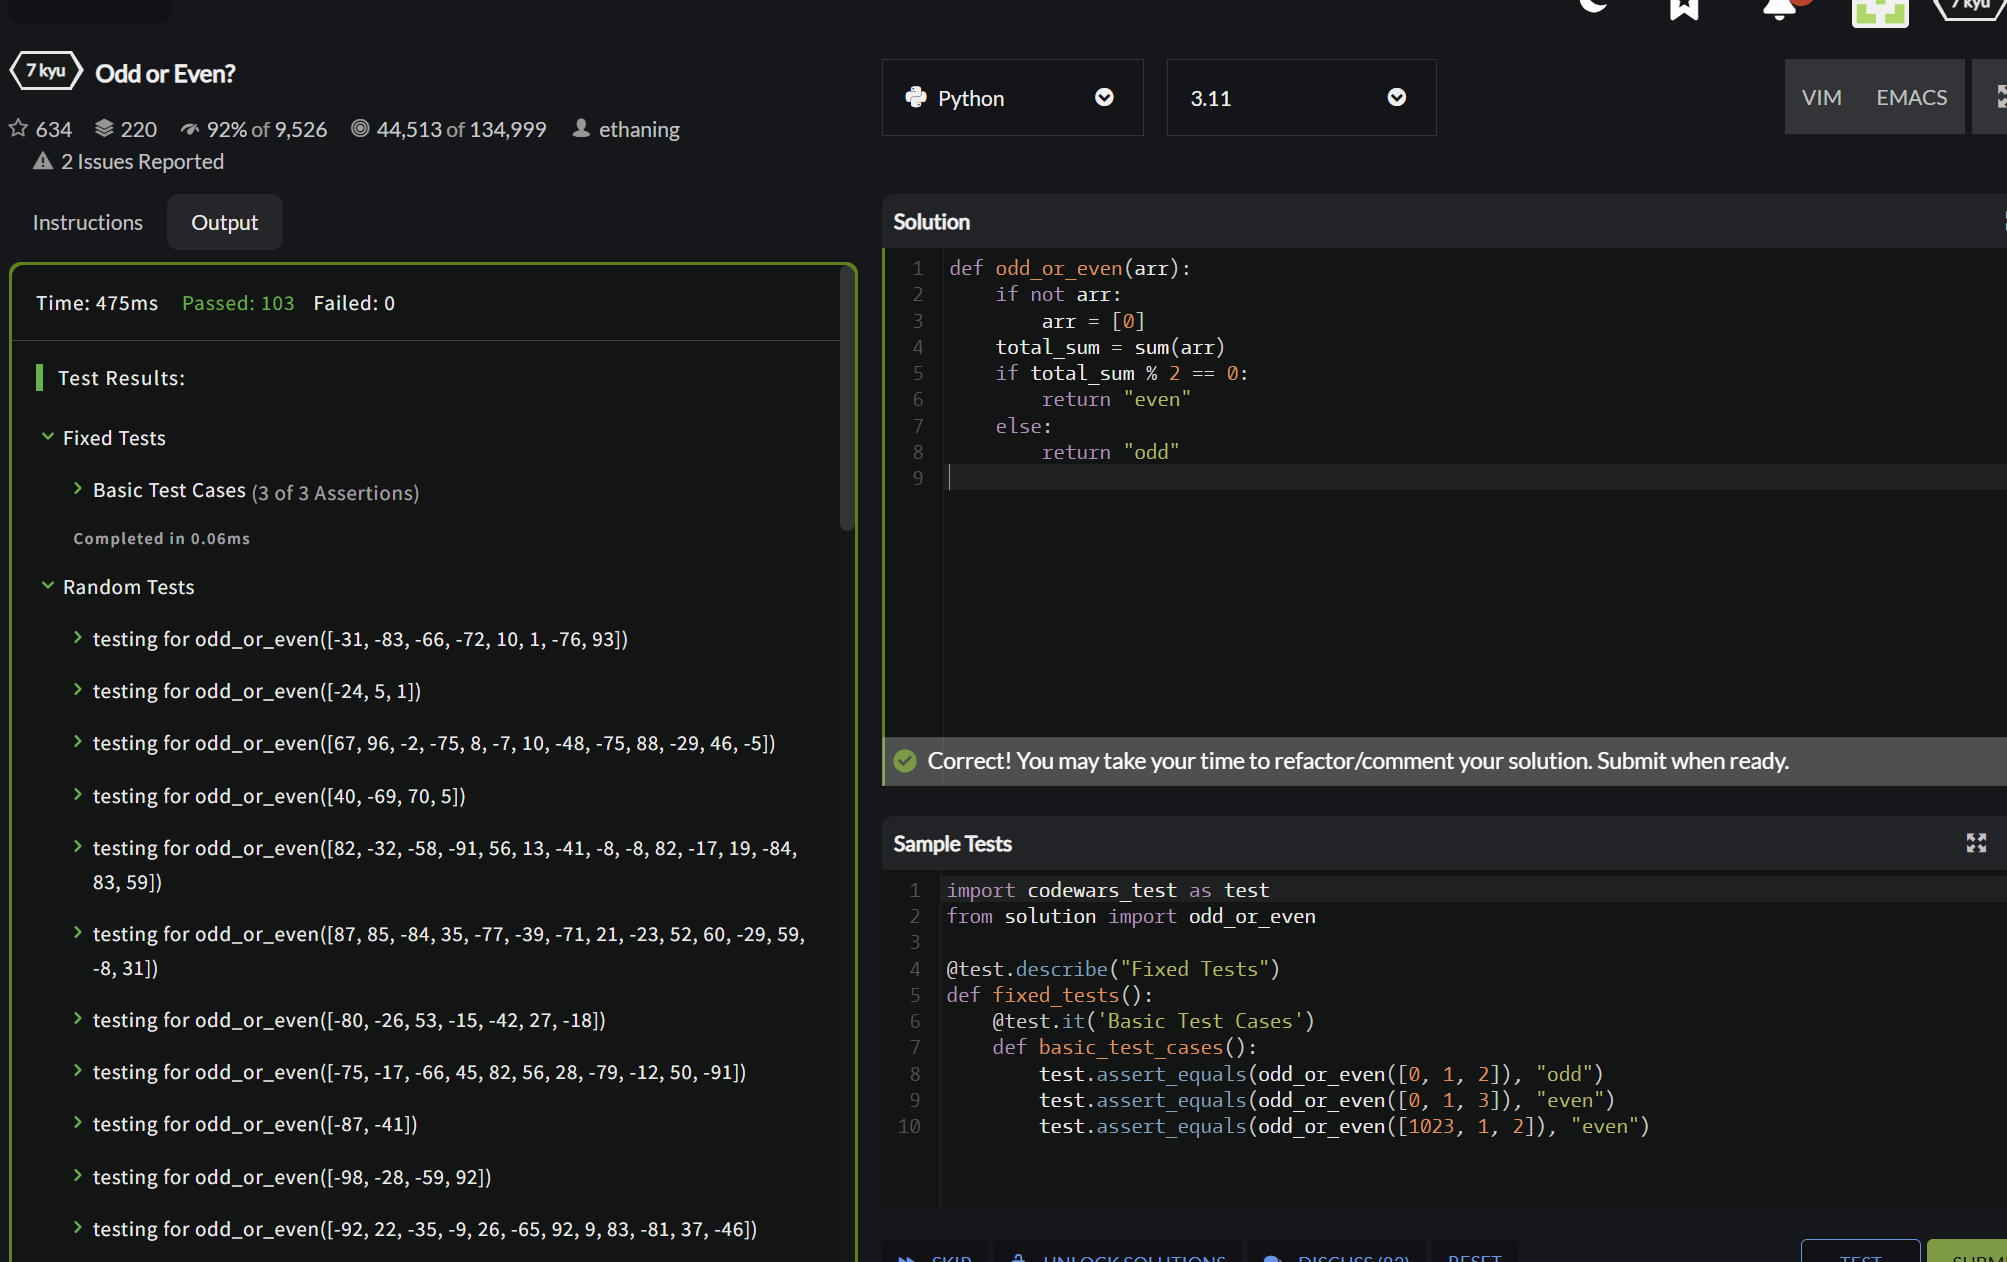 7 kyu
7 kyu Odd or Even?
634 220 92% of 9,526 44,513 of 134,999 ethaning
2 Issues Reported
Instructions Output
Time: 475ms Passed: 103 Failed: 0
Test Results:
Fixed Tests
Basic Test Cases (3 of 3 Assertions)
Completed in 0.06ms
Random Tests
testing for odd_or_even([-31, -83, -66, -72, 10, 1, -76, 93])
testing for odd_or_even([-24, 5, 1])
testing for odd_or_even([67, 96, -2, -75, 8, -7, 10, -48, -75, 88, -29, 46, -5])
testing for odd_or_even([40, -69, 70, 5])
testing for odd_or_even([82, -32, -58, -91, 56, 13, -41, -8, -8, 82, -17, 19, -84,
83, 59])
testing for odd_or_even([87, 85, -84, 35, -77, -39, -71, 21, -23, 52, 60, -29, 59,
-8, 31])
testing for odd_or_even([-80, -26, 53, -15, -42, 27, -18])
testing for odd_or_even([-75, -17, -66, 45, 82, 56, 28, -79, -12, 50, -91])
testing for odd_or_even([-87, -41])
testing for odd_or_even([-98, -28, -59, 92])
testing for odd_or_even([-92, 22, -35, -9, 26, -65, 92, 9, 83, -81, 37, -46])
Python 3.11 VIM EMACS
Solution
1 def odd_or_even(arr):
2     if not arr:
3         arr = [0]
4     total_sum = sum(arr)
5     if total_sum % 2 == 0:
6         return "even"
7     else:
8         return "odd"
9
Correct! You may take your time to refactor/comment your solution. Submit when ready.
Sample Tests
1 import codewars_test as test
2 from solution import odd_or_even
3
4 @test.describe("Fixed Tests")
5 def fixed_tests():
6     @test.it('Basic Test Cases')
7     def basic_test_cases():
8         test.assert_equals(odd_or_even([0, 1, 2]), "odd")
9         test.assert_equals(odd_or_even([0, 1, 3]), "even")
10         test.assert_equals(odd_or_even([1023, 1, 2]), "even")
SKIP UNLOCK SOLUTIONS DISCUSS RESET TEST